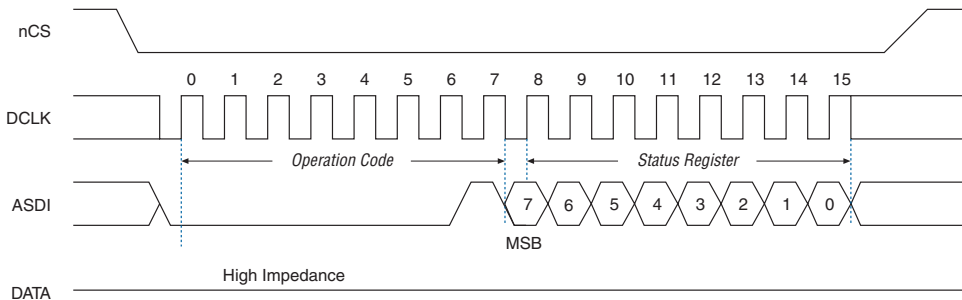 nCS
0 1 2 3 4 5 6 7 8 9 10 11 12 13 14 15
DCLK
Operation Code Status Register
ASDI
7 6 5 4 3 2 1 0
MSB
High Impedance
DATA